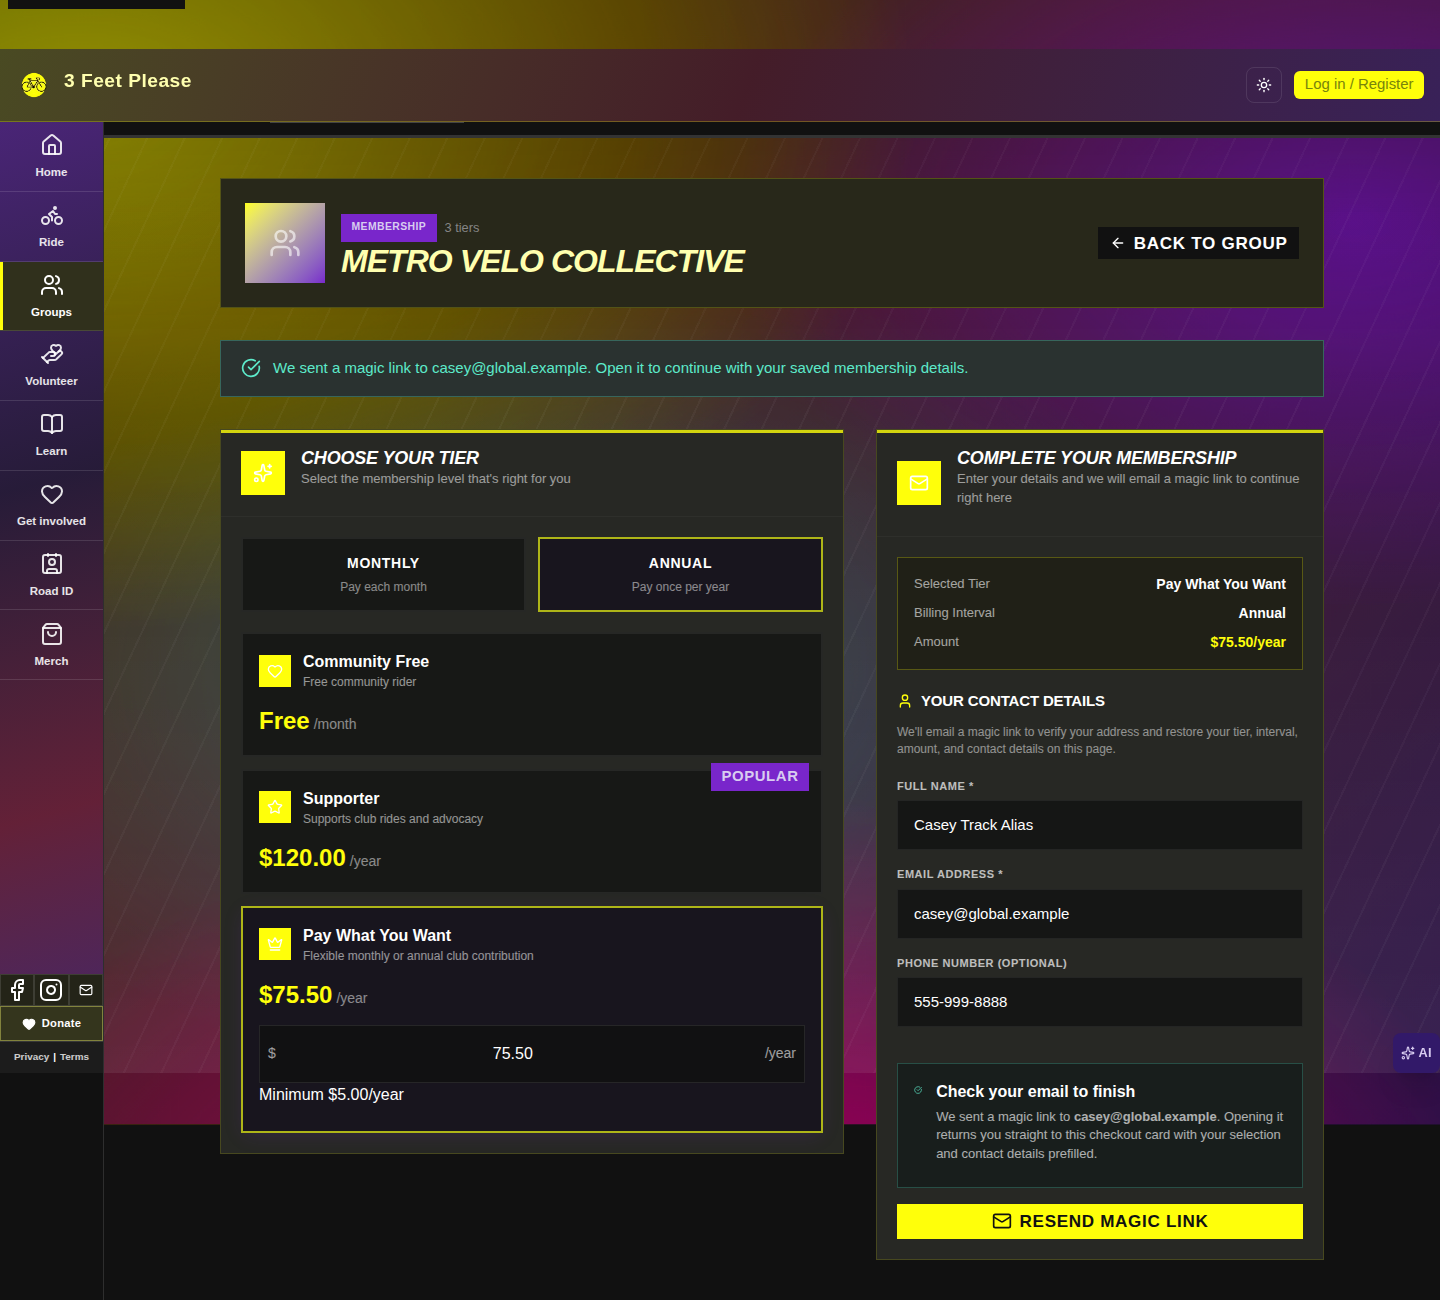 3 Feet Please
Log in / Register
Home
Ride
Groups
Volunteer
Learn
Get involved
Road ID
Merch
Donate
Privacy | Terms
MEMBERSHIP 3 tiers
METRO VELO COLLECTIVE
BACK TO GROUP
We sent a magic link to casey@global.example. Open it to continue with your saved membership details.
CHOOSE YOUR TIER
Select the membership level that's right for you
MONTHLY
Pay each month
ANNUAL
Pay once per year
Community Free
Free community rider
Free /month
POPULAR
Supporter
Supports club rides and advocacy
$120.00 /year
Pay What You Want
Flexible monthly or annual club contribution
$75.50 /year
$ 75.50 /year
Minimum $5.00/year
COMPLETE YOUR MEMBERSHIP
Enter your details and we will email a magic link to continue
right here
Selected Tier Pay What You Want
Billing Interval Annual
Amount $75.50/year
YOUR CONTACT DETAILS
We'll email a magic link to verify your address and restore your tier, interval,
amount, and contact details on this page.
FULL NAME *
Casey Track Alias
EMAIL ADDRESS *
casey@global.example
PHONE NUMBER (OPTIONAL)
555-999-8888
Check your email to finish
We sent a magic link to casey@global.example. Opening it
returns you straight to this checkout card with your selection
and contact details prefilled.
RESEND MAGIC LINK
AI